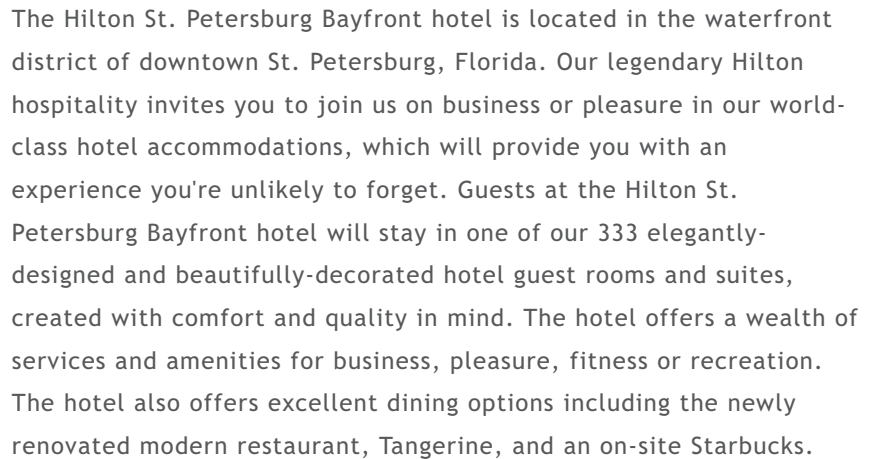 The Hilton St. Petersburg Bayfront hotel is located in the waterfront
district of downtown St. Petersburg, Florida. Our legendary Hilton
hospitality invites you to join us on business or pleasure in our world-
class hotel accommodations, which will provide you with an
experience you're unlikely to forget. Guests at the Hilton St.
Petersburg Bayfront hotel will stay in one of our 333 elegantly-
designed and beautifully-decorated hotel guest rooms and suites,
created with comfort and quality in mind. The hotel offers a wealth of
services and amenities for business, pleasure, fitness or recreation.
The hotel also offers excellent dining options including the newly
renovated modern restaurant, Tangerine, and an on-site Starbucks.